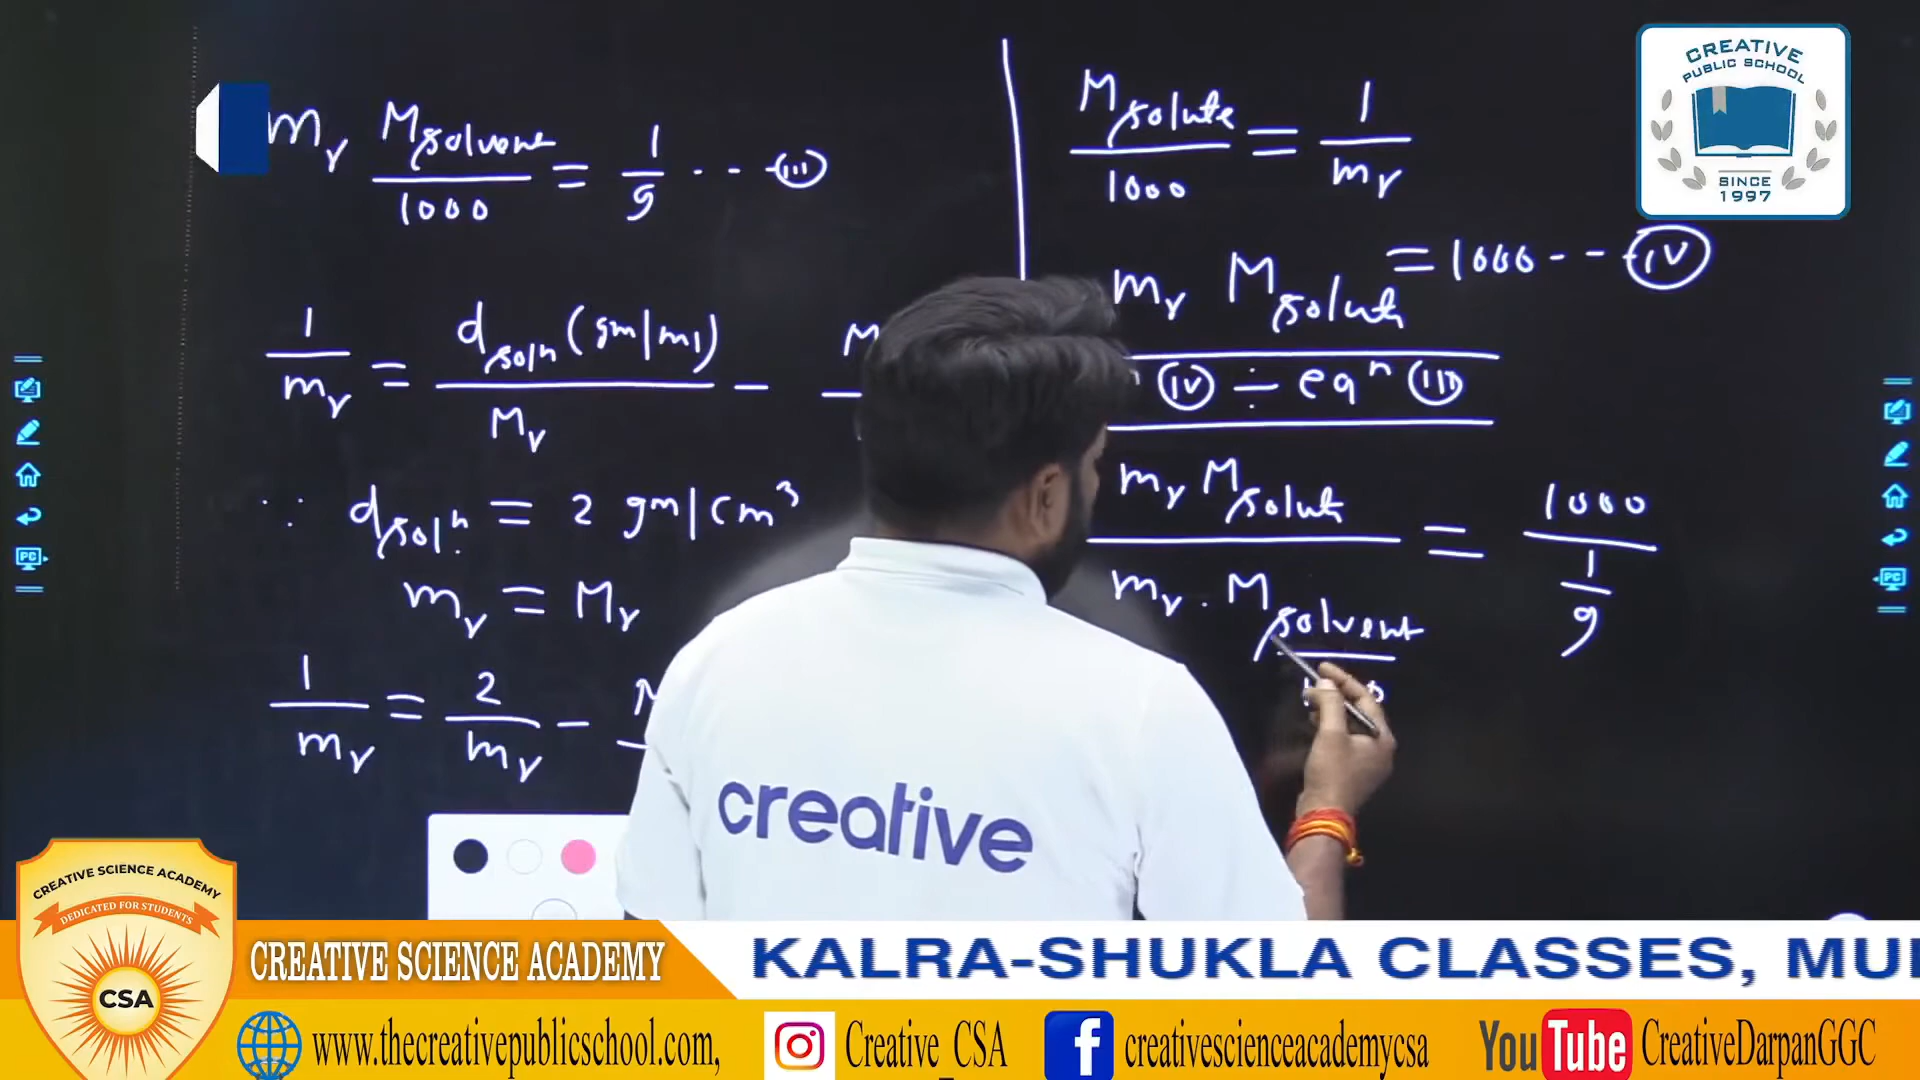 m_r M_solvent / 1000 = 1/9 - - - (III)
1/m_r = d_soln (gm/ml) / M_r - M
∵ d_soln = 2 gm/cm³
m_r = M_r
1/m_r = 2/m_r - M
M_solute / 1000 = 1/m_r
m_r M_solute = 1000 - - (IV)
(IV) ÷ eqⁿ (III)
m_r M_solute / m_r . M_solvent = 1000 / 1/9
CREATIVE
PUBLIC SCHOOL
SINCE
1997
PC
PC
creative
CREATIVE SCIENCE ACADEMY
DEDICATED FOR STUDENTS
CSA
CREATIVE SCIENCE ACADEMY
KALRA-SHUKLA CLASSES, MU
www.thecreativepublicschool.com,
Creative_CSA
creativescienceacademycsa
YouTube CreativeDarpanGGC